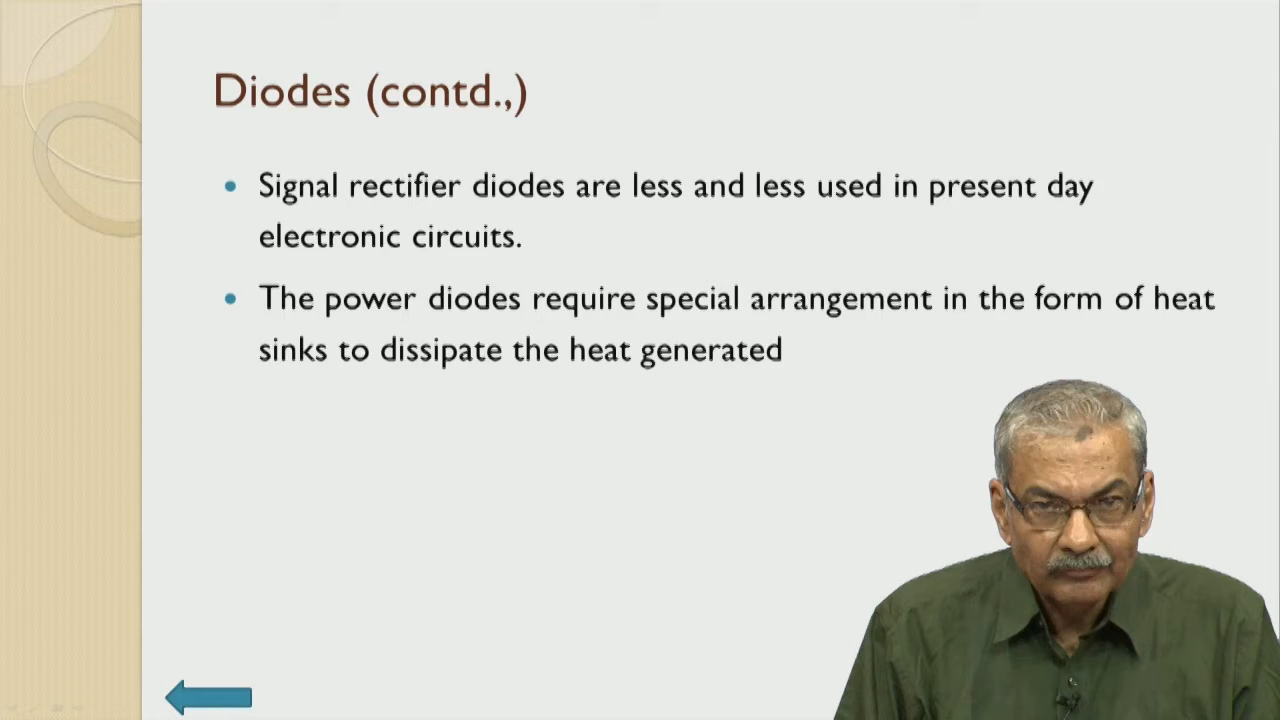 Diodes (contd.,)
Signal rectifier diodes are less and less used in present day
electronic circuits.
The power diodes require special arrangement in the form of heat
sinks to dissipate the heat generated